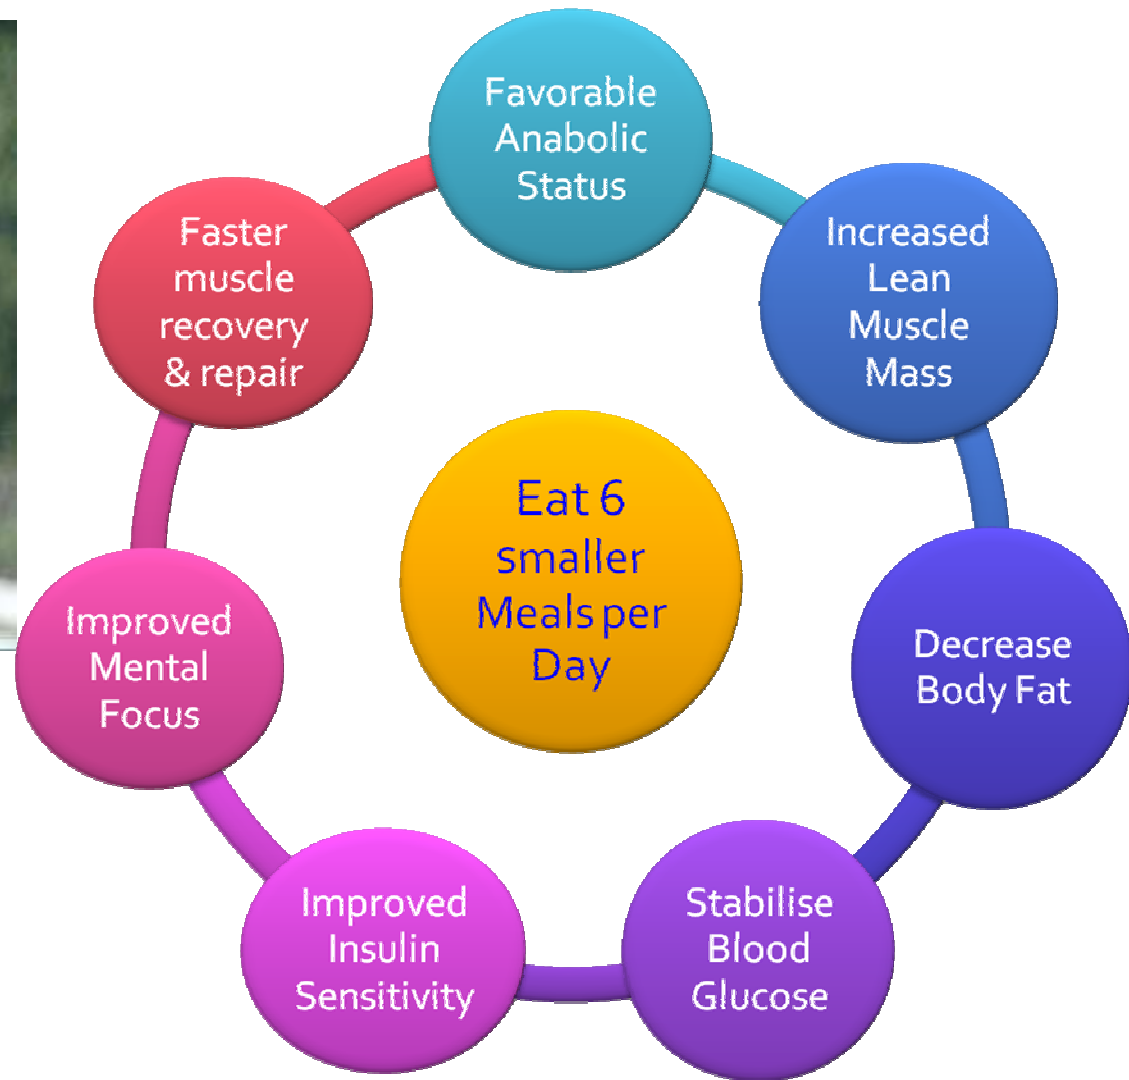 Favorable
Anabolic
Status
Increased
Lean
Muscle
Mass
Decrease
Body Fat
Stabilise
Blood
Glucose
Improved
Insulin
Sensitivity
Improved
Mental
Focus
Faster
muscle
recovery
& repair
Eat 6
smaller
Meals per
Day